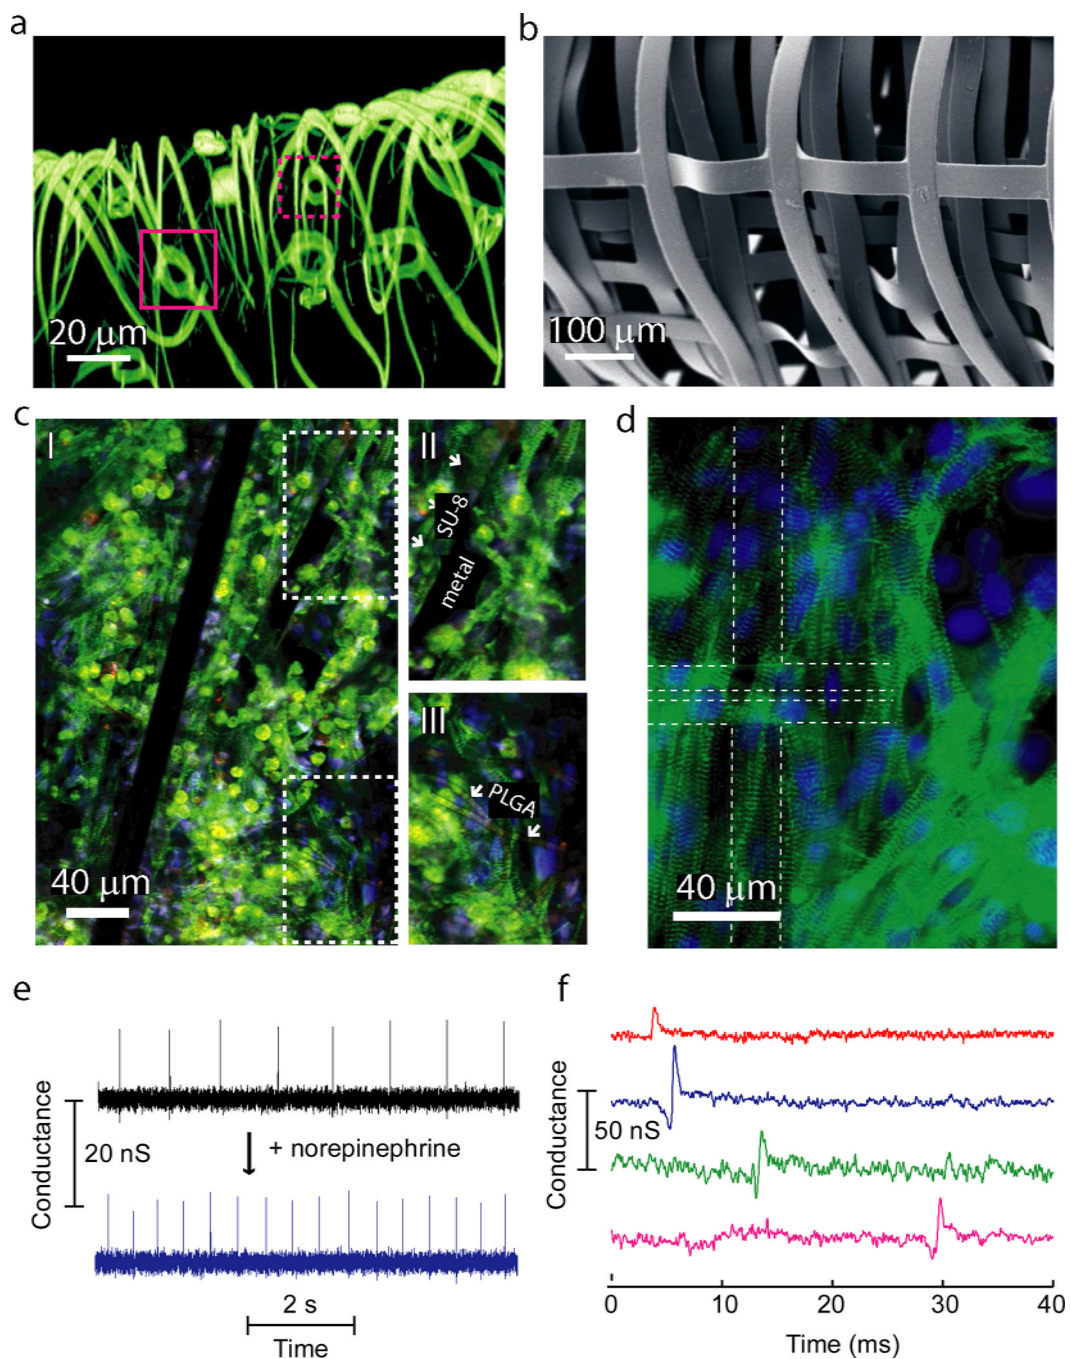 a
20 μm
b
100 μm
c
I
40 μm
II
SU-8
metal
III
PLGA
d
40 μm
e
Conductance
20 nS
+ norepinephrine
2 s
Time
f
Conductance
50 nS
0 10 20 30 40
Time (ms)